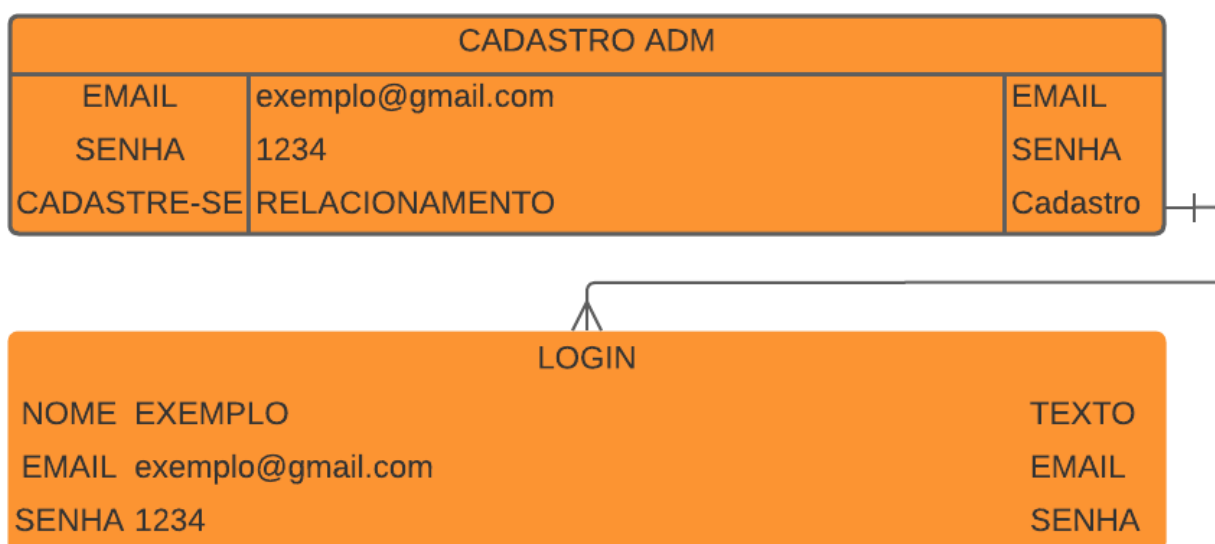 CADASTRO ADM
EMAIL exemplo@gmail.com EMAIL
SENHA 1234 SENHA
CADASTRE-SE RELACIONAMENTO Cadastro
LOGIN
NOME EXEMPLO TEXTO
EMAIL exemplo@gmail.com EMAIL
SENHA 1234 SENHA